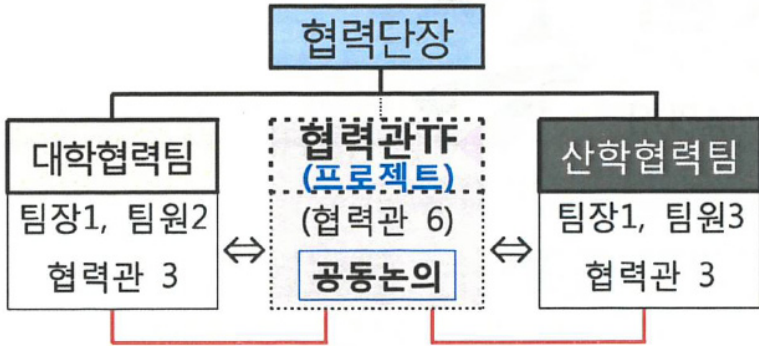 협력단장
대학협력팀
팀장1, 팀원2
협력관 3
협력관TF
(프로젝트)
(협력관 6)
공동논의
산학협력팀
팀장1, 팀원3
협력관 3